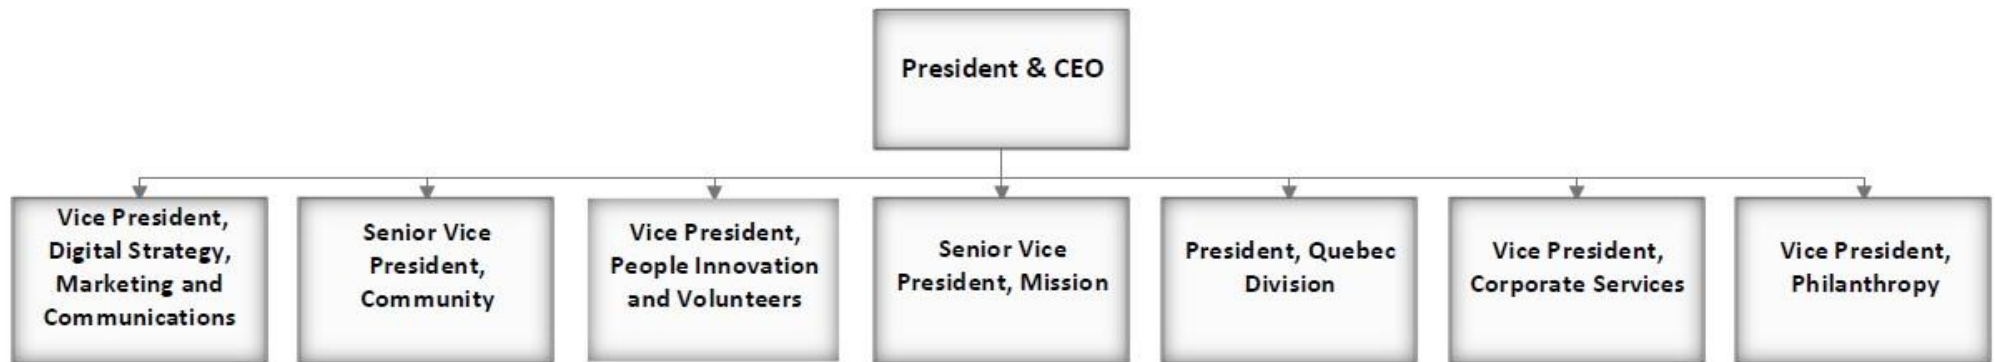 President & CEO
Vice President,
Digital Strategy,
Marketing and
Communications
Senior Vice
President,
Community
Vice President,
People Innovation
and Volunteers
Senior Vice
President, Mission
President, Quebec
Division
Vice President,
Corporate Services
Vice President,
Philanthropy